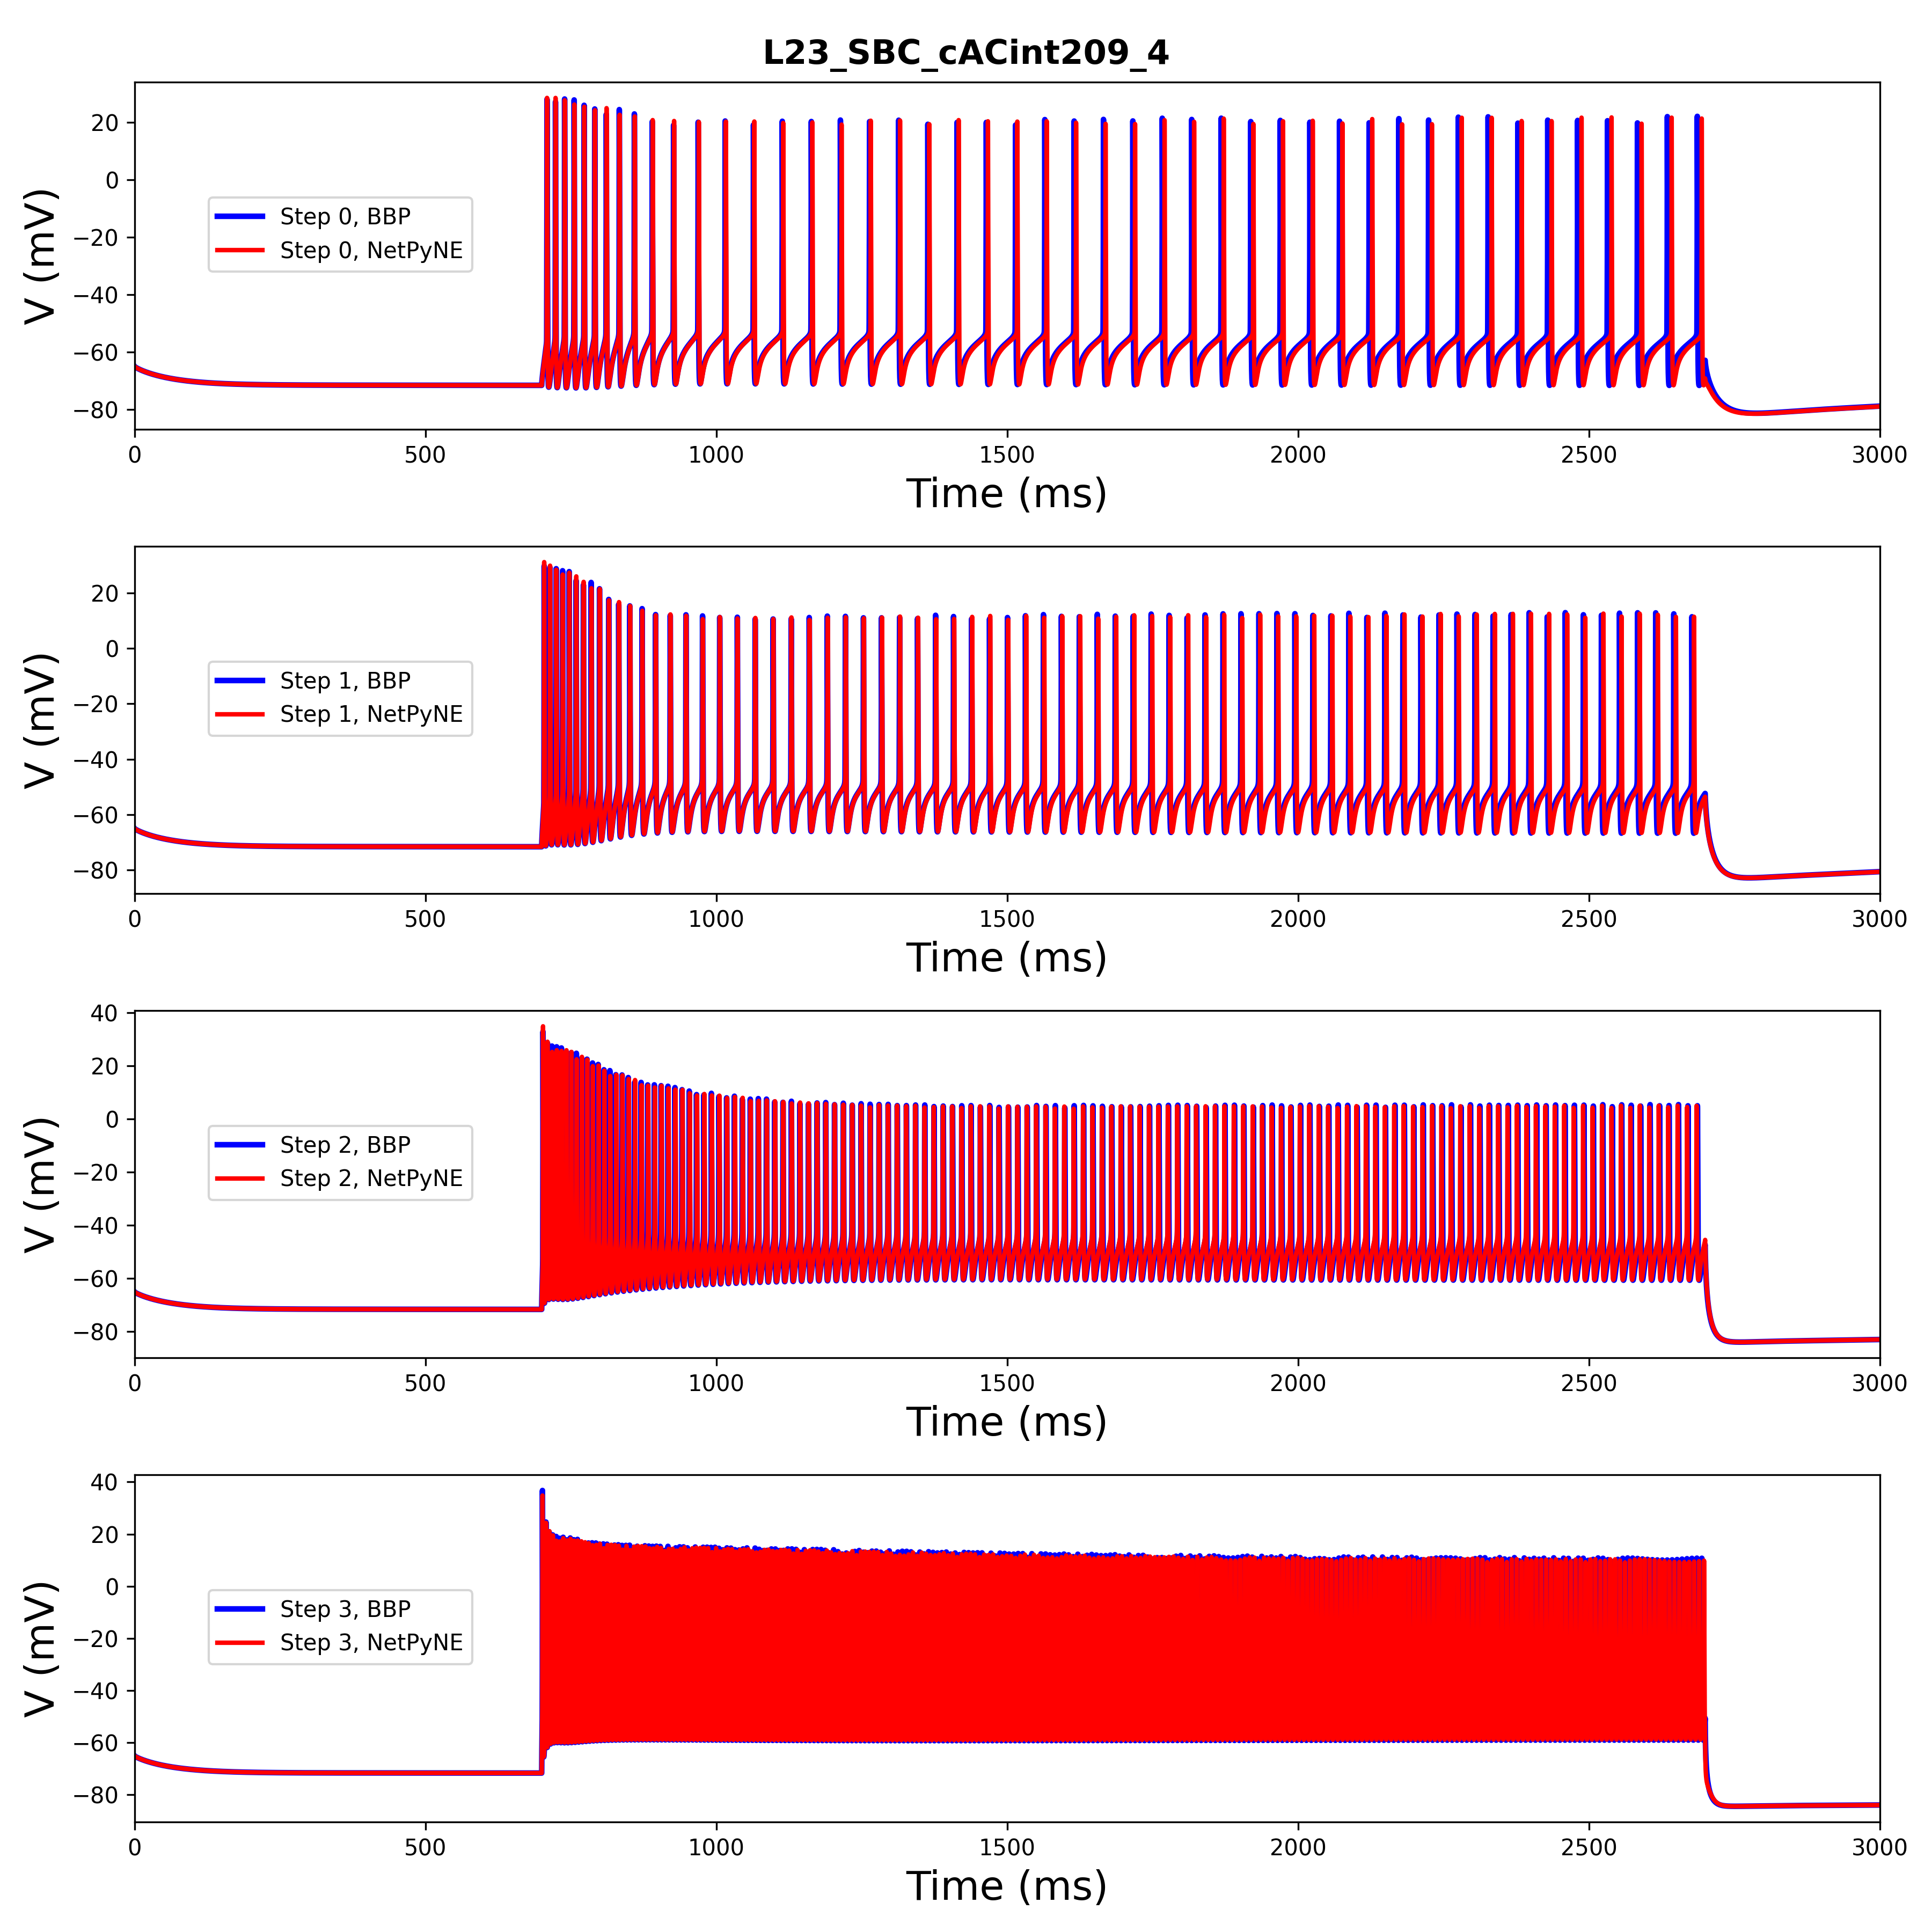 L23_SBC_cACint209_4
20
0
−20
−40
−60
−80
V (mV)
Step 0, BBP
Step 0, NetPyNE
0 500 1000 1500 2000 2500 3000
Time (ms)
20
0
−20
−40
−60
−80
V (mV)
Step 1, BBP
Step 1, NetPyNE
0 500 1000 1500 2000 2500 3000
Time (ms)
40
20
0
−20
−40
−60
−80
V (mV)
Step 2, BBP
Step 2, NetPyNE
0 500 1000 1500 2000 2500 3000
Time (ms)
40
20
0
−20
−40
−60
−80
V (mV)
Step 3, BBP
Step 3, NetPyNE
0 500 1000 1500 2000 2500 3000
Time (ms)